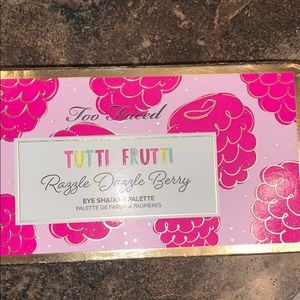 Too Faced
TUTTI FRUTTI
Razzle Dazzle Berry
EYE SHADOW PALETTE
PALETTE DE FARDS À PAUPIÈRES